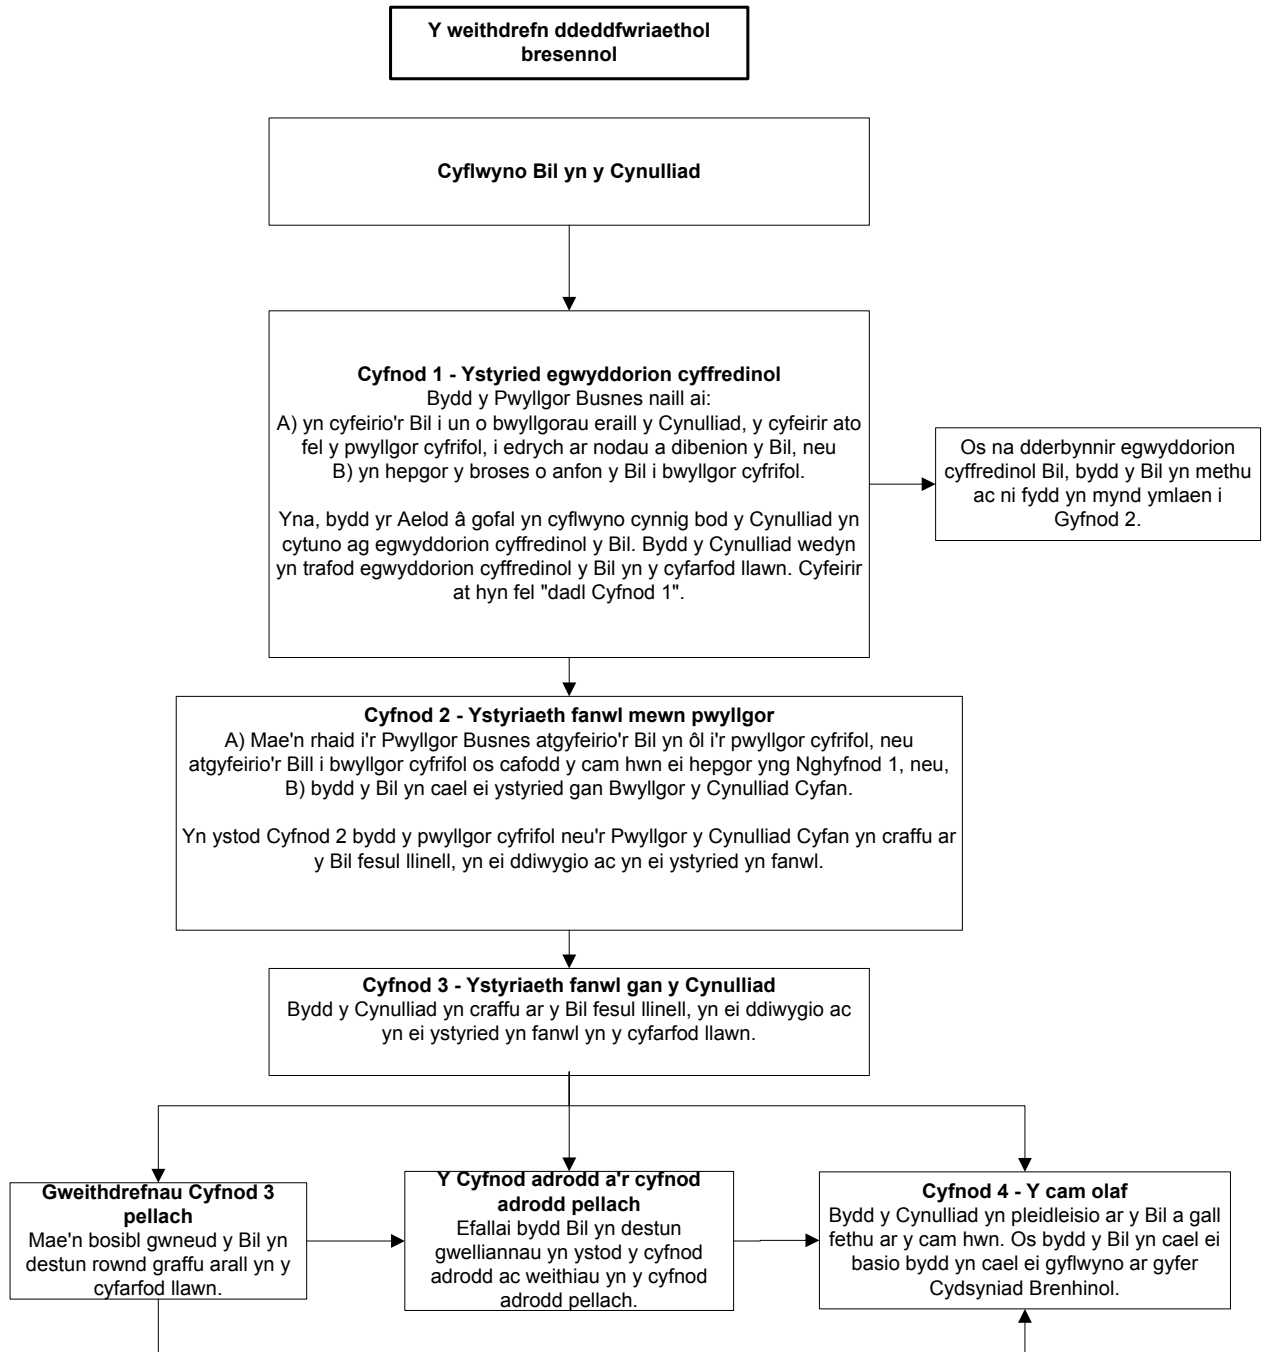 Y weithdrefn ddeddfwriaethol
bresennol
Cyflwyno Bil yn y Cynulliad
Cyfnod 1 - Ystyried egwyddorion cyffredinol
Bydd y Pwyllgor Busnes naill ai:
A) yn cyfeirio'r Bil i un o bwyllgorau eraill y Cynulliad, y cyfeirir ato
fel y pwyllgor cyfrifol, i edrych ar nodau a dibenion y Bil, neu
B) yn hepgor y broses o anfon y Bil i bwyllgor cyfrifol.
Yna, bydd yr Aelod â gofal yn cyflwyno cynnig bod y Cynulliad yn
cytuno ag egwyddorion cyffredinol y Bil. Bydd y Cynulliad wedyn
yn trafod egwyddorion cyffredinol y Bil yn y cyfarfod llawn. Cyfeirir
at hyn fel "dadl Cyfnod 1".
Os na dderbynnir egwyddorion
cyffredinol Bil, bydd y Bil yn methu
ac ni fydd yn mynd ymlaen i
Gyfnod 2.
Cyfnod 2 - Ystyriaeth fanwl mewn pwyllgor
A) Mae'n rhaid i'r Pwyllgor Busnes atgyfeirio'r Bil yn ôl i'r pwyllgor cyfrifol, neu
atgyfeirio'r Bill i bwyllgor cyfrifol os cafodd y cam hwn ei hepgor yng Nghyfnod 1, neu,
B) bydd y Bil yn cael ei ystyried gan Bwyllgor y Cynulliad Cyfan.
Yn ystod Cyfnod 2 bydd y pwyllgor cyfrifol neu'r Pwyllgor y Cynulliad Cyfan yn craffu ar
y Bil fesul llinell, yn ei ddiwygio ac yn ei ystyried yn fanwl.
Cyfnod 3 - Ystyriaeth fanwl gan y Cynulliad
Bydd y Cynulliad yn craffu ar y Bil fesul llinell, yn ei ddiwygio ac
yn ei ystyried yn fanwl yn y cyfarfod llawn.
Gweithdrefnau Cyfnod 3
pellach
Mae'n bosibl gwneud y Bil yn
destun rownd graffu arall yn y
cyfarfod llawn.
Y Cyfnod adrodd a'r cyfnod
adrodd pellach
Efallai bydd Bil yn destun
gwelliannau yn ystod y cyfnod
adrodd ac weithiau yn y cyfnod
adrodd pellach.
Cyfnod 4 - Y cam olaf
Bydd y Cynulliad yn pleidleisio ar y Bil a gall
fethu ar y cam hwn. Os bydd y Bil yn cael ei
basio bydd yn cael ei gyflwyno ar gyfer
Cydsyniad Brenhinol.